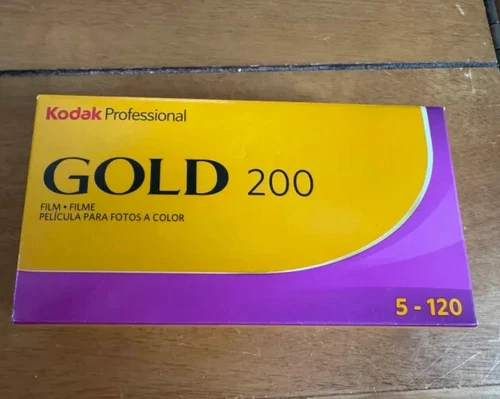 Kodak Professional
GOLD 200
FILM • FILME
PELÍCULA PARA FOTOS A COLOR
5 - 120